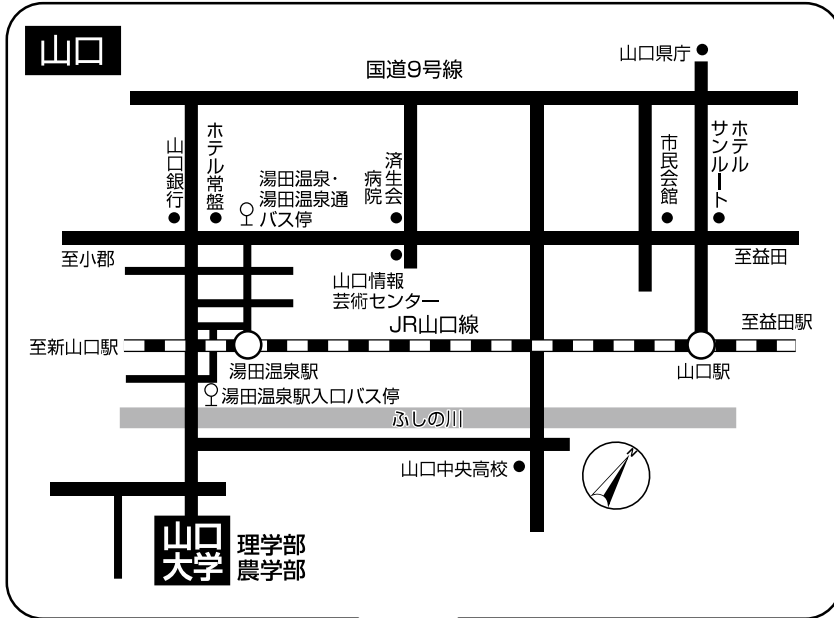 山口
山口県庁
国道9号線
山口銀行
ホテル常盤
湯田温泉・
湯田温泉通
バス停
済生会
病院
市民会館
ホテル
サンルート
至小郡
至益田
山口情報
芸術センター
JR山口線
至益田駅
至新山口駅
湯田温泉駅
山口駅
湯田温泉駅入口バス停
ふしの川
山口中央高校
N
山口
大学
理学部
農学部